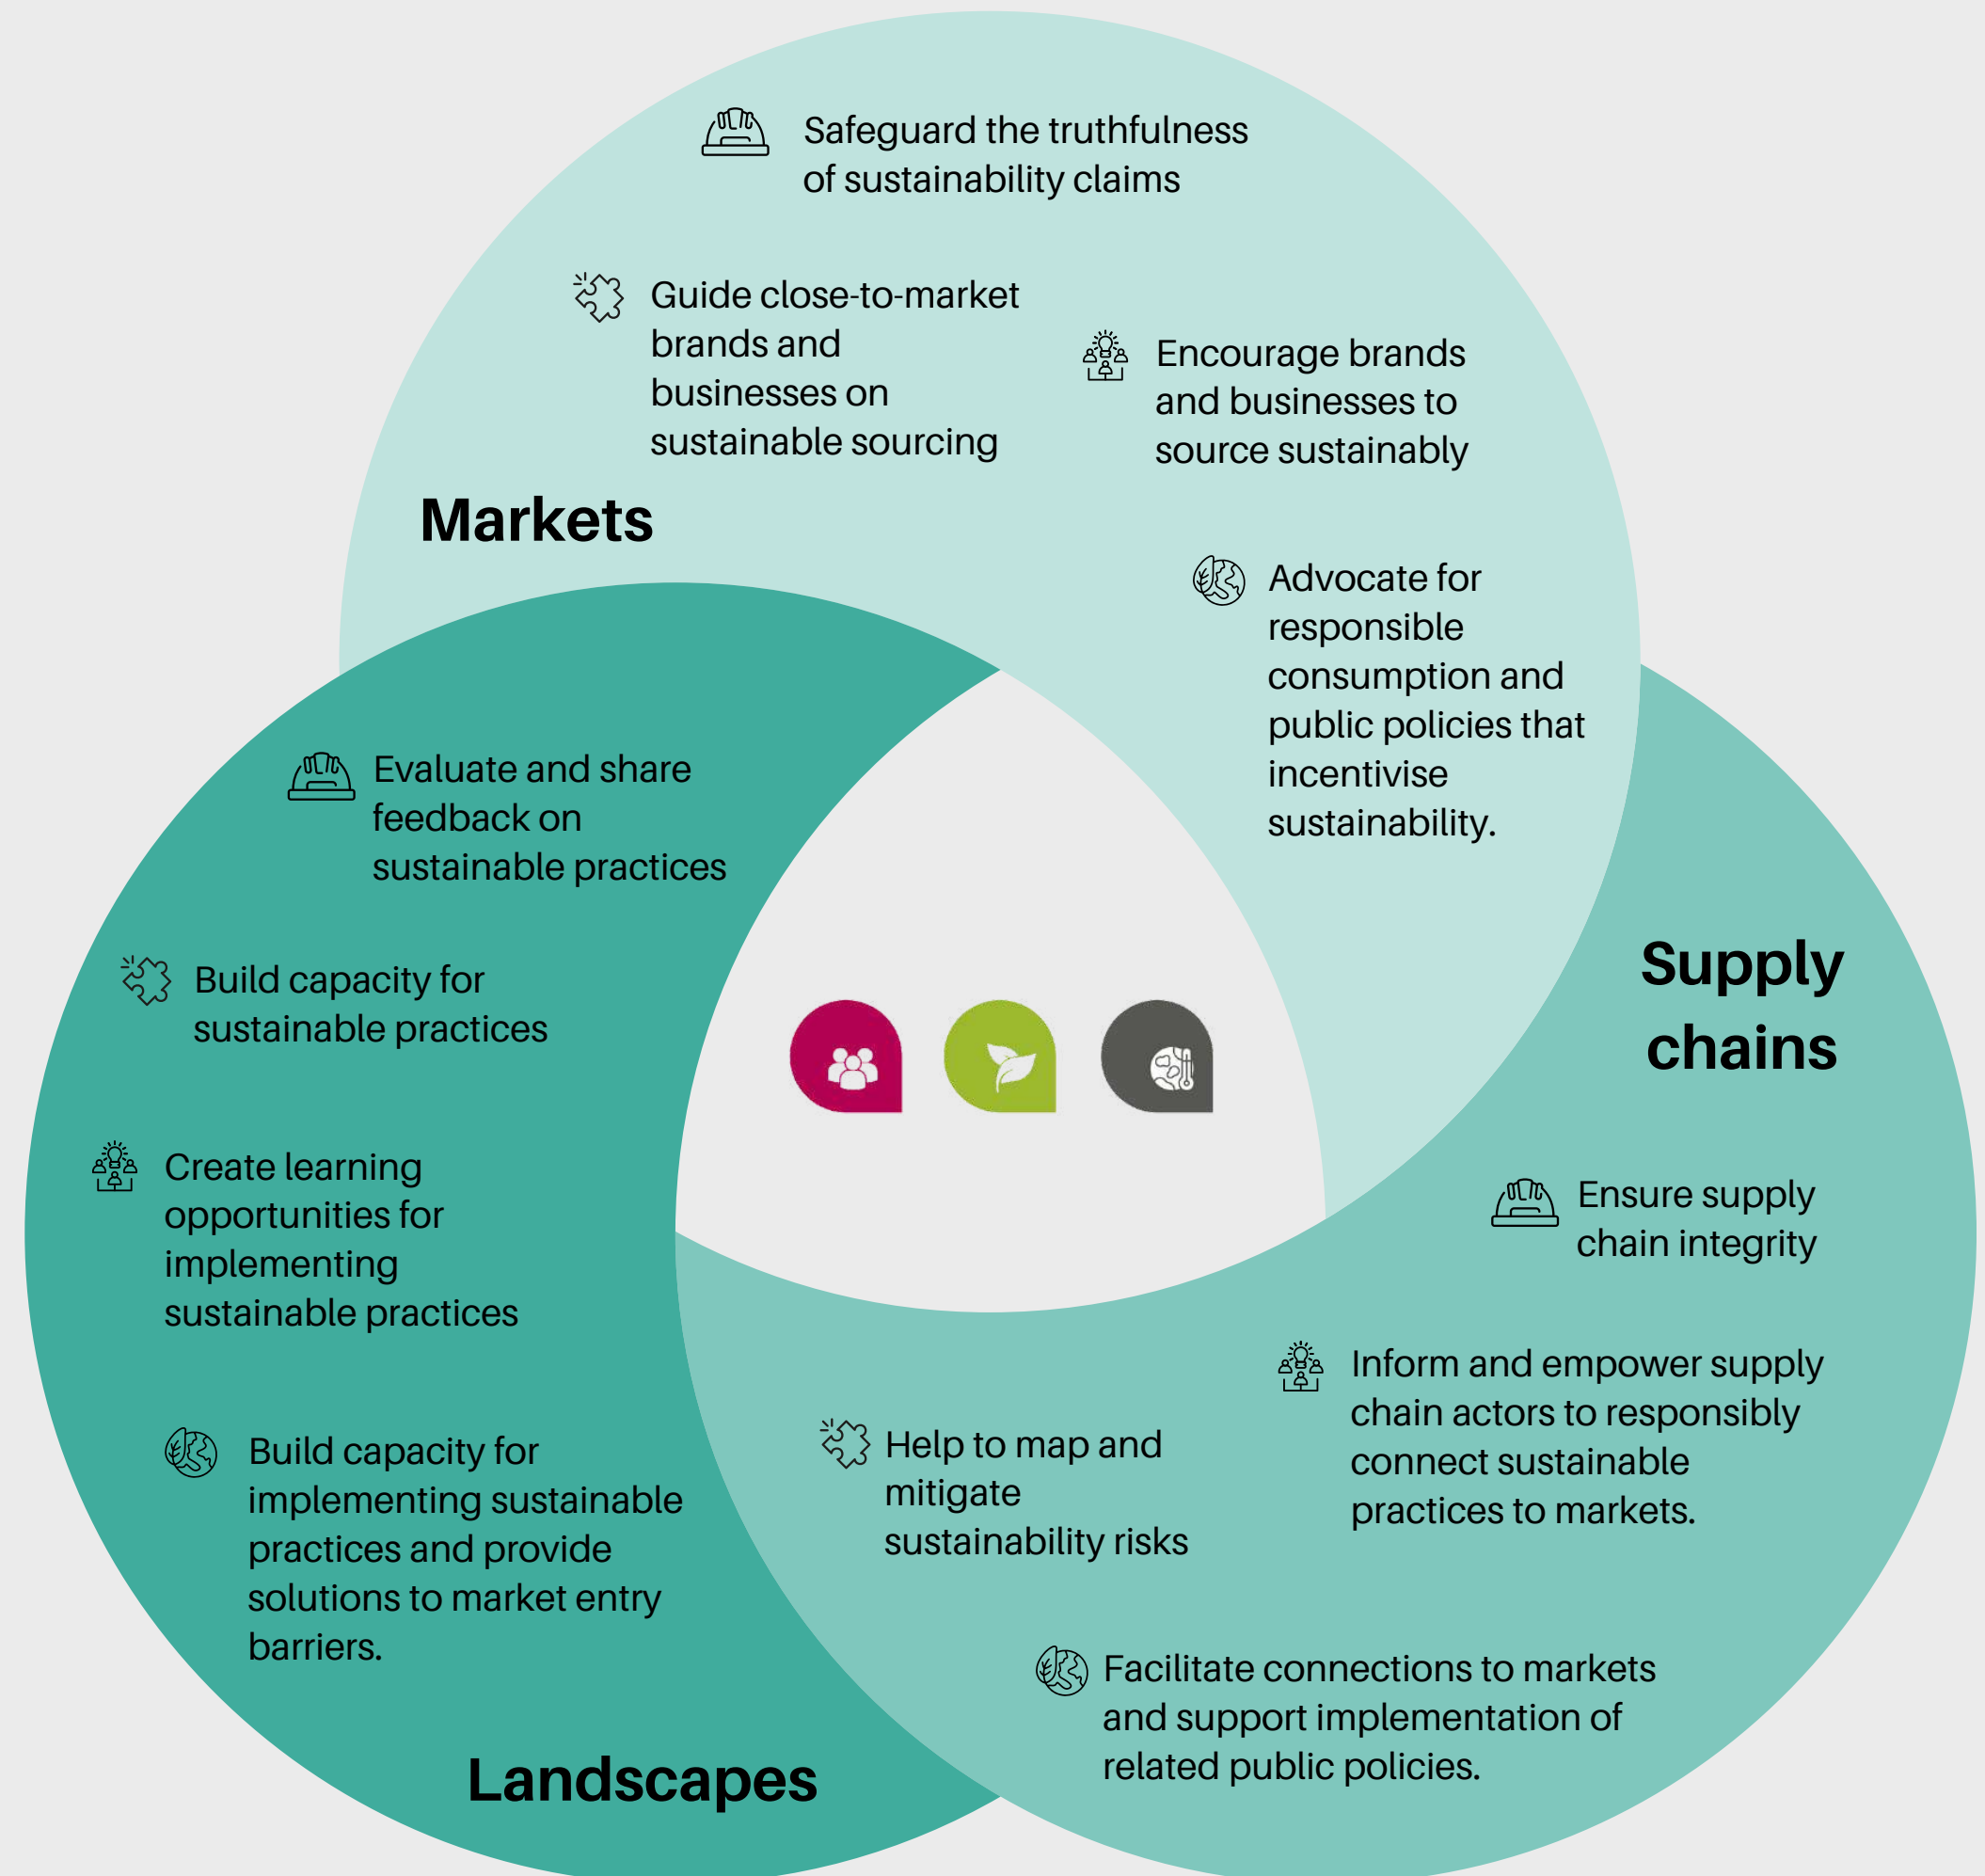 Safeguard the truthfulness
of sustainability claims
Guide close-to-market
brands and
businesses on
sustainable sourcing
Encourage brands
and businesses to
source sustainably
Markets
Advocate for
responsible
consumption and
public policies that
incentivise
sustainability.
Evaluate and share
feedback on
sustainable practices
Build capacity for
sustainable practices
Create learning
opportunities for
implementing
sustainable practices
Build capacity for
implementing sustainable
practices and provide
solutions to market entry
barriers.
Landscapes
Supply
chains
Ensure supply
chain integrity
Inform and empower supply
chain actors to responsibly
connect sustainable
practices to markets.
Help to map and
mitigate
sustainability risks
Facilitate connections to markets
and support implementation of
related public policies.